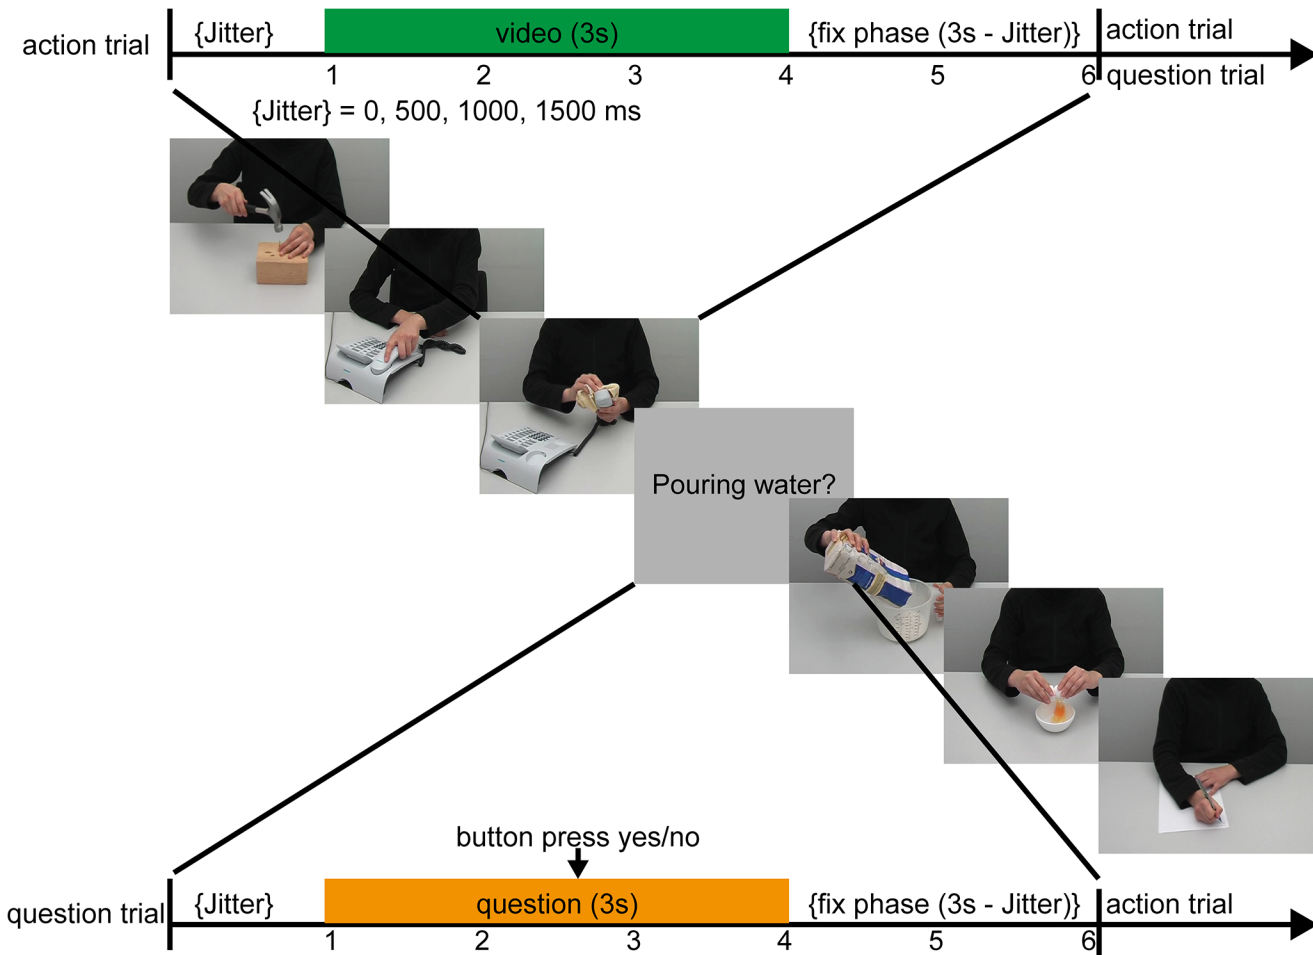 action trial
{Jitter}
video (3s)
{fix phase (3s - Jitter)}
action trial
1 2 3 4 5 6
question trial
{Jitter} = 0, 500, 1000, 1500 ms
Pouring water?
button press yes/no
question trial
{Jitter}
question (3s)
{fix phase (3s - Jitter)}
action trial
1 2 3 4 5 6